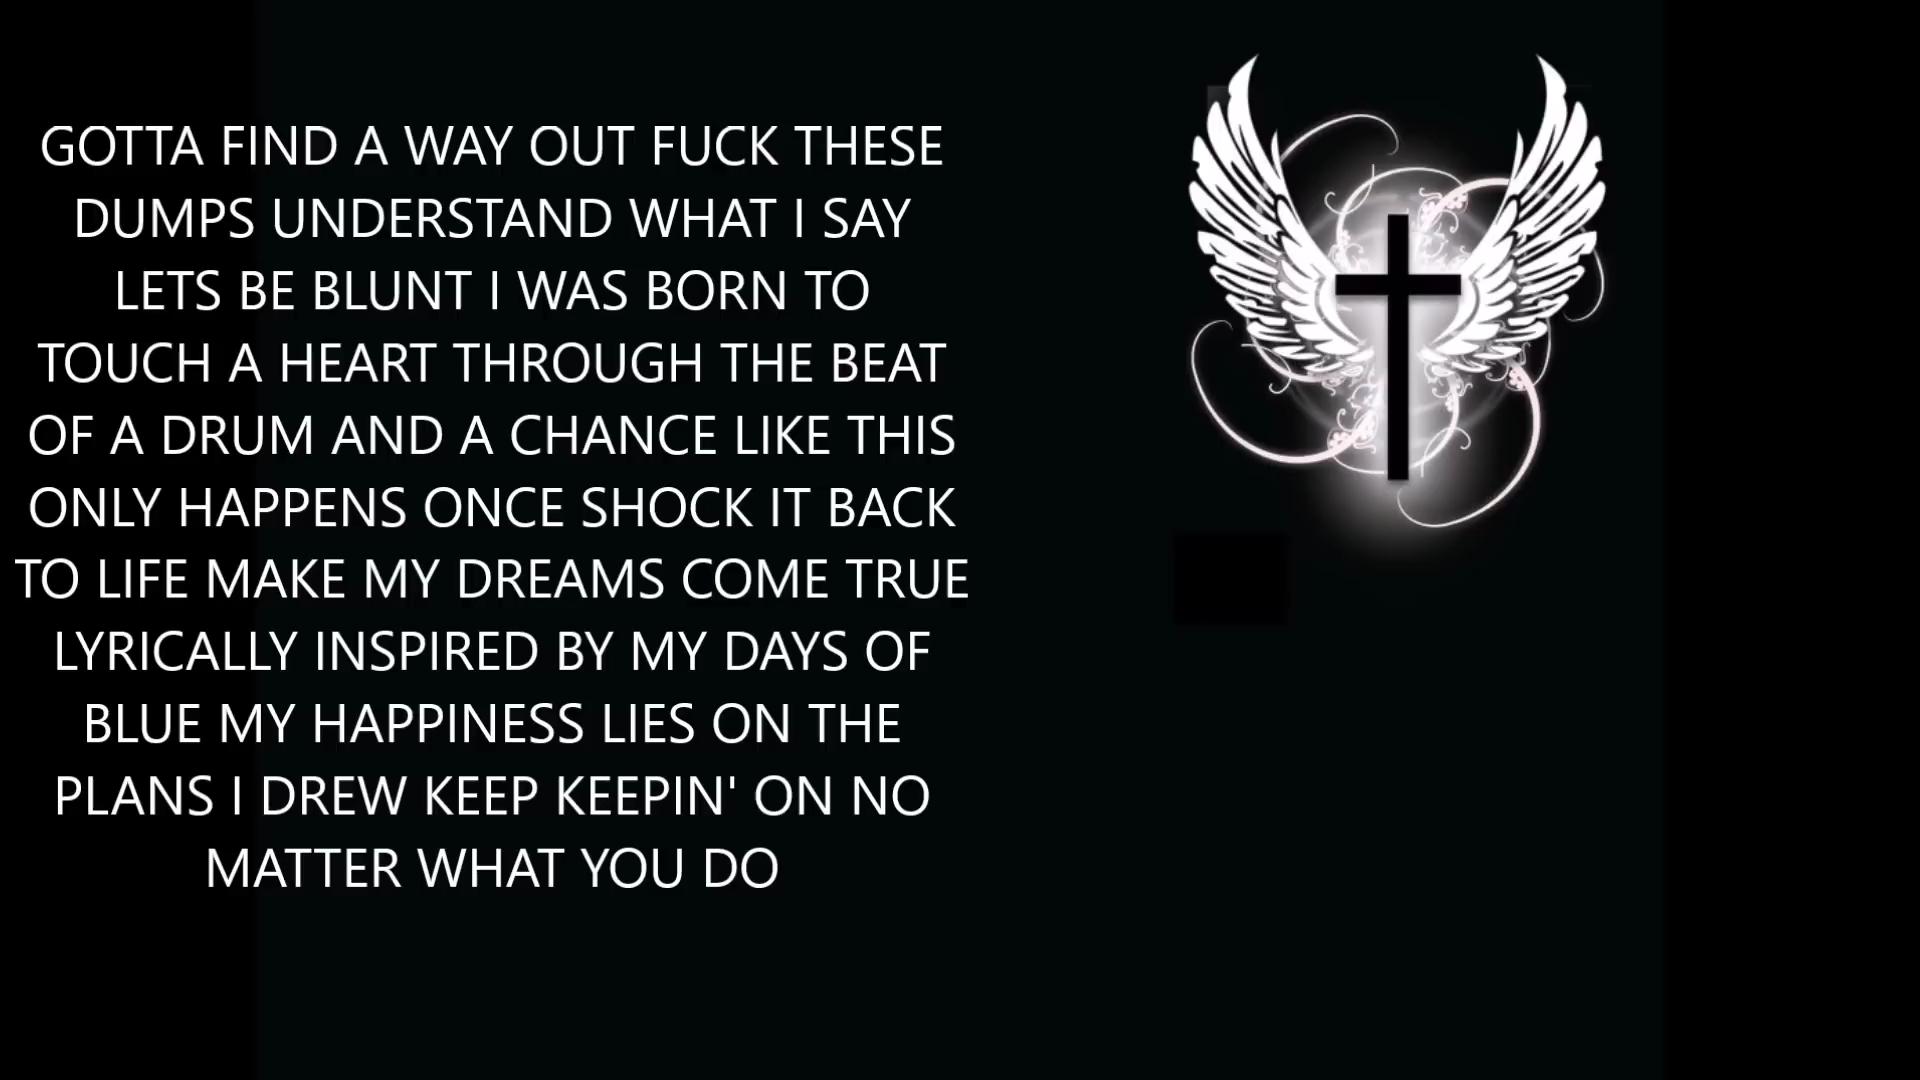 GOTTA FIND A WAY OUT FUCK THESE
DUMPS UNDERSTAND WHAT I SAY
LETS BE BLUNT I WAS BORN TO
TOUCH A HEART THROUGH THE BEAT
OF A DRUM AND A CHANCE LIKE THIS
ONLY HAPPENS ONCE SHOCK IT BACK
TO LIFE MAKE MY DREAMS COME TRUE
LYRICALLY INSPIRED BY MY DAYS OF
BLUE MY HAPPINESS LIES ON THE
PLANS I DREW KEEP KEEPIN' ON NO
MATTER WHAT YOU DO